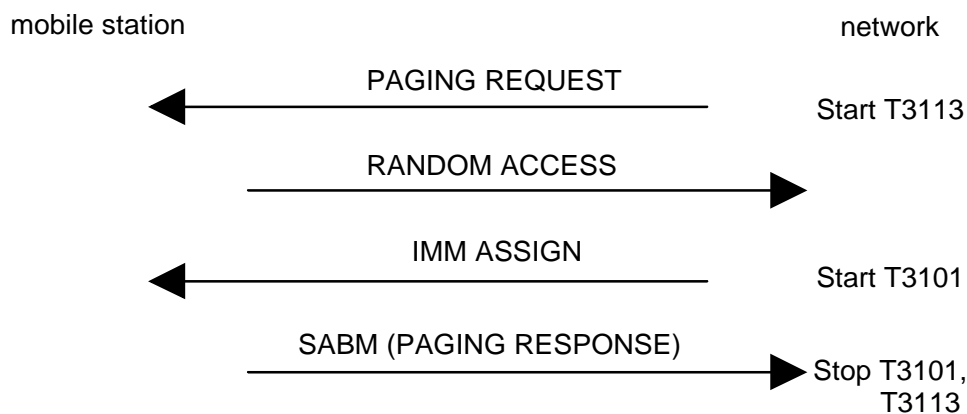 mobile station
network
PAGING REQUEST
Start T3113
RANDOM ACCESS
IMM ASSIGN
Start T3101
SABM (PAGING RESPONSE)
Stop T3101,
T3113